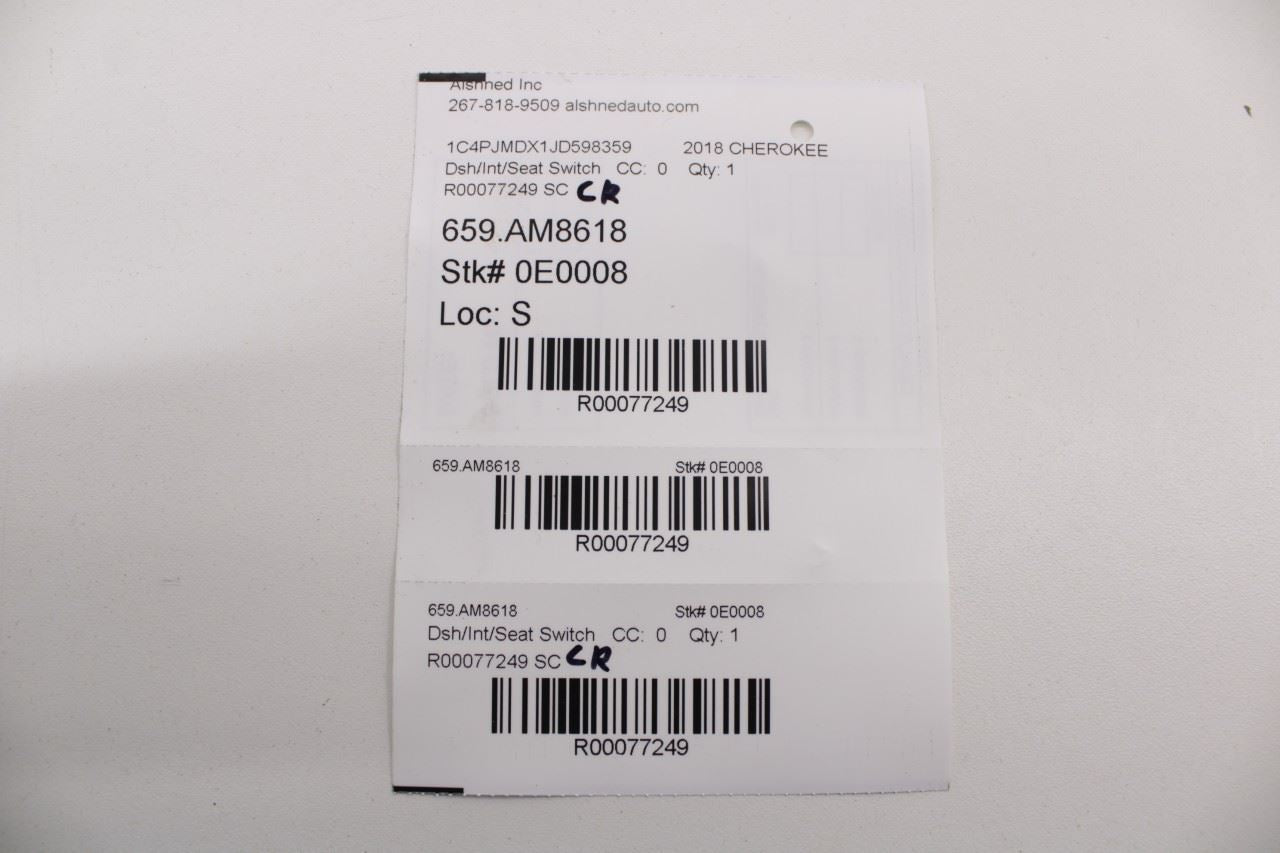 Alshned Inc
267-818-9509 alshnedauto.com
1C4PJMDX1JD598359 2018 CHEROKEE
Dsh/Int/Seat Switch CC: 0 Qty: 1
R00077249 SC CR
659.AM8618
Stk# 0E0008
Loc: S
R00077249
659.AM8618 Stk# 0E0008
R00077249
659.AM8618 Stk# 0E0008
Dsh/Int/Seat Switch CC: 0 Qty: 1
R00077249 SC CR
R00077249